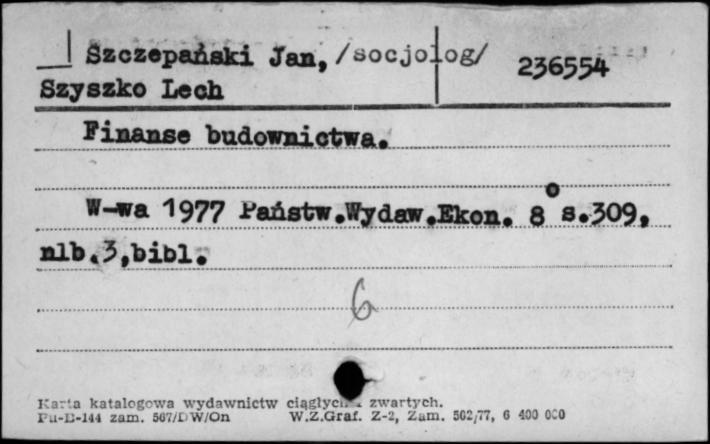 Szczepański Jan, /socjolog/ 236554
Szyszko Lech
Finanse budownictwa.
W-wa 1977 Państw.Wydaw.Ekon. 8° s.309,
nlb.3,bibl.
6
Karta katalogowa wydawnictw ciągłych i zwartych.
Pu-B-144 zam. 567/DW/On W.Z.Graf. Z-2, Zam. 562/77, 6 400 000